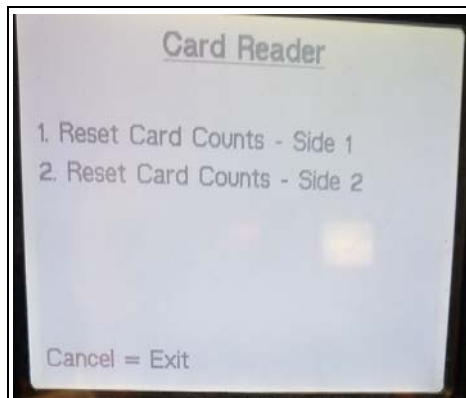 Card Reader
1. Reset Card Counts - Side 1
2. Reset Card Counts - Side 2
Cancel = Exit